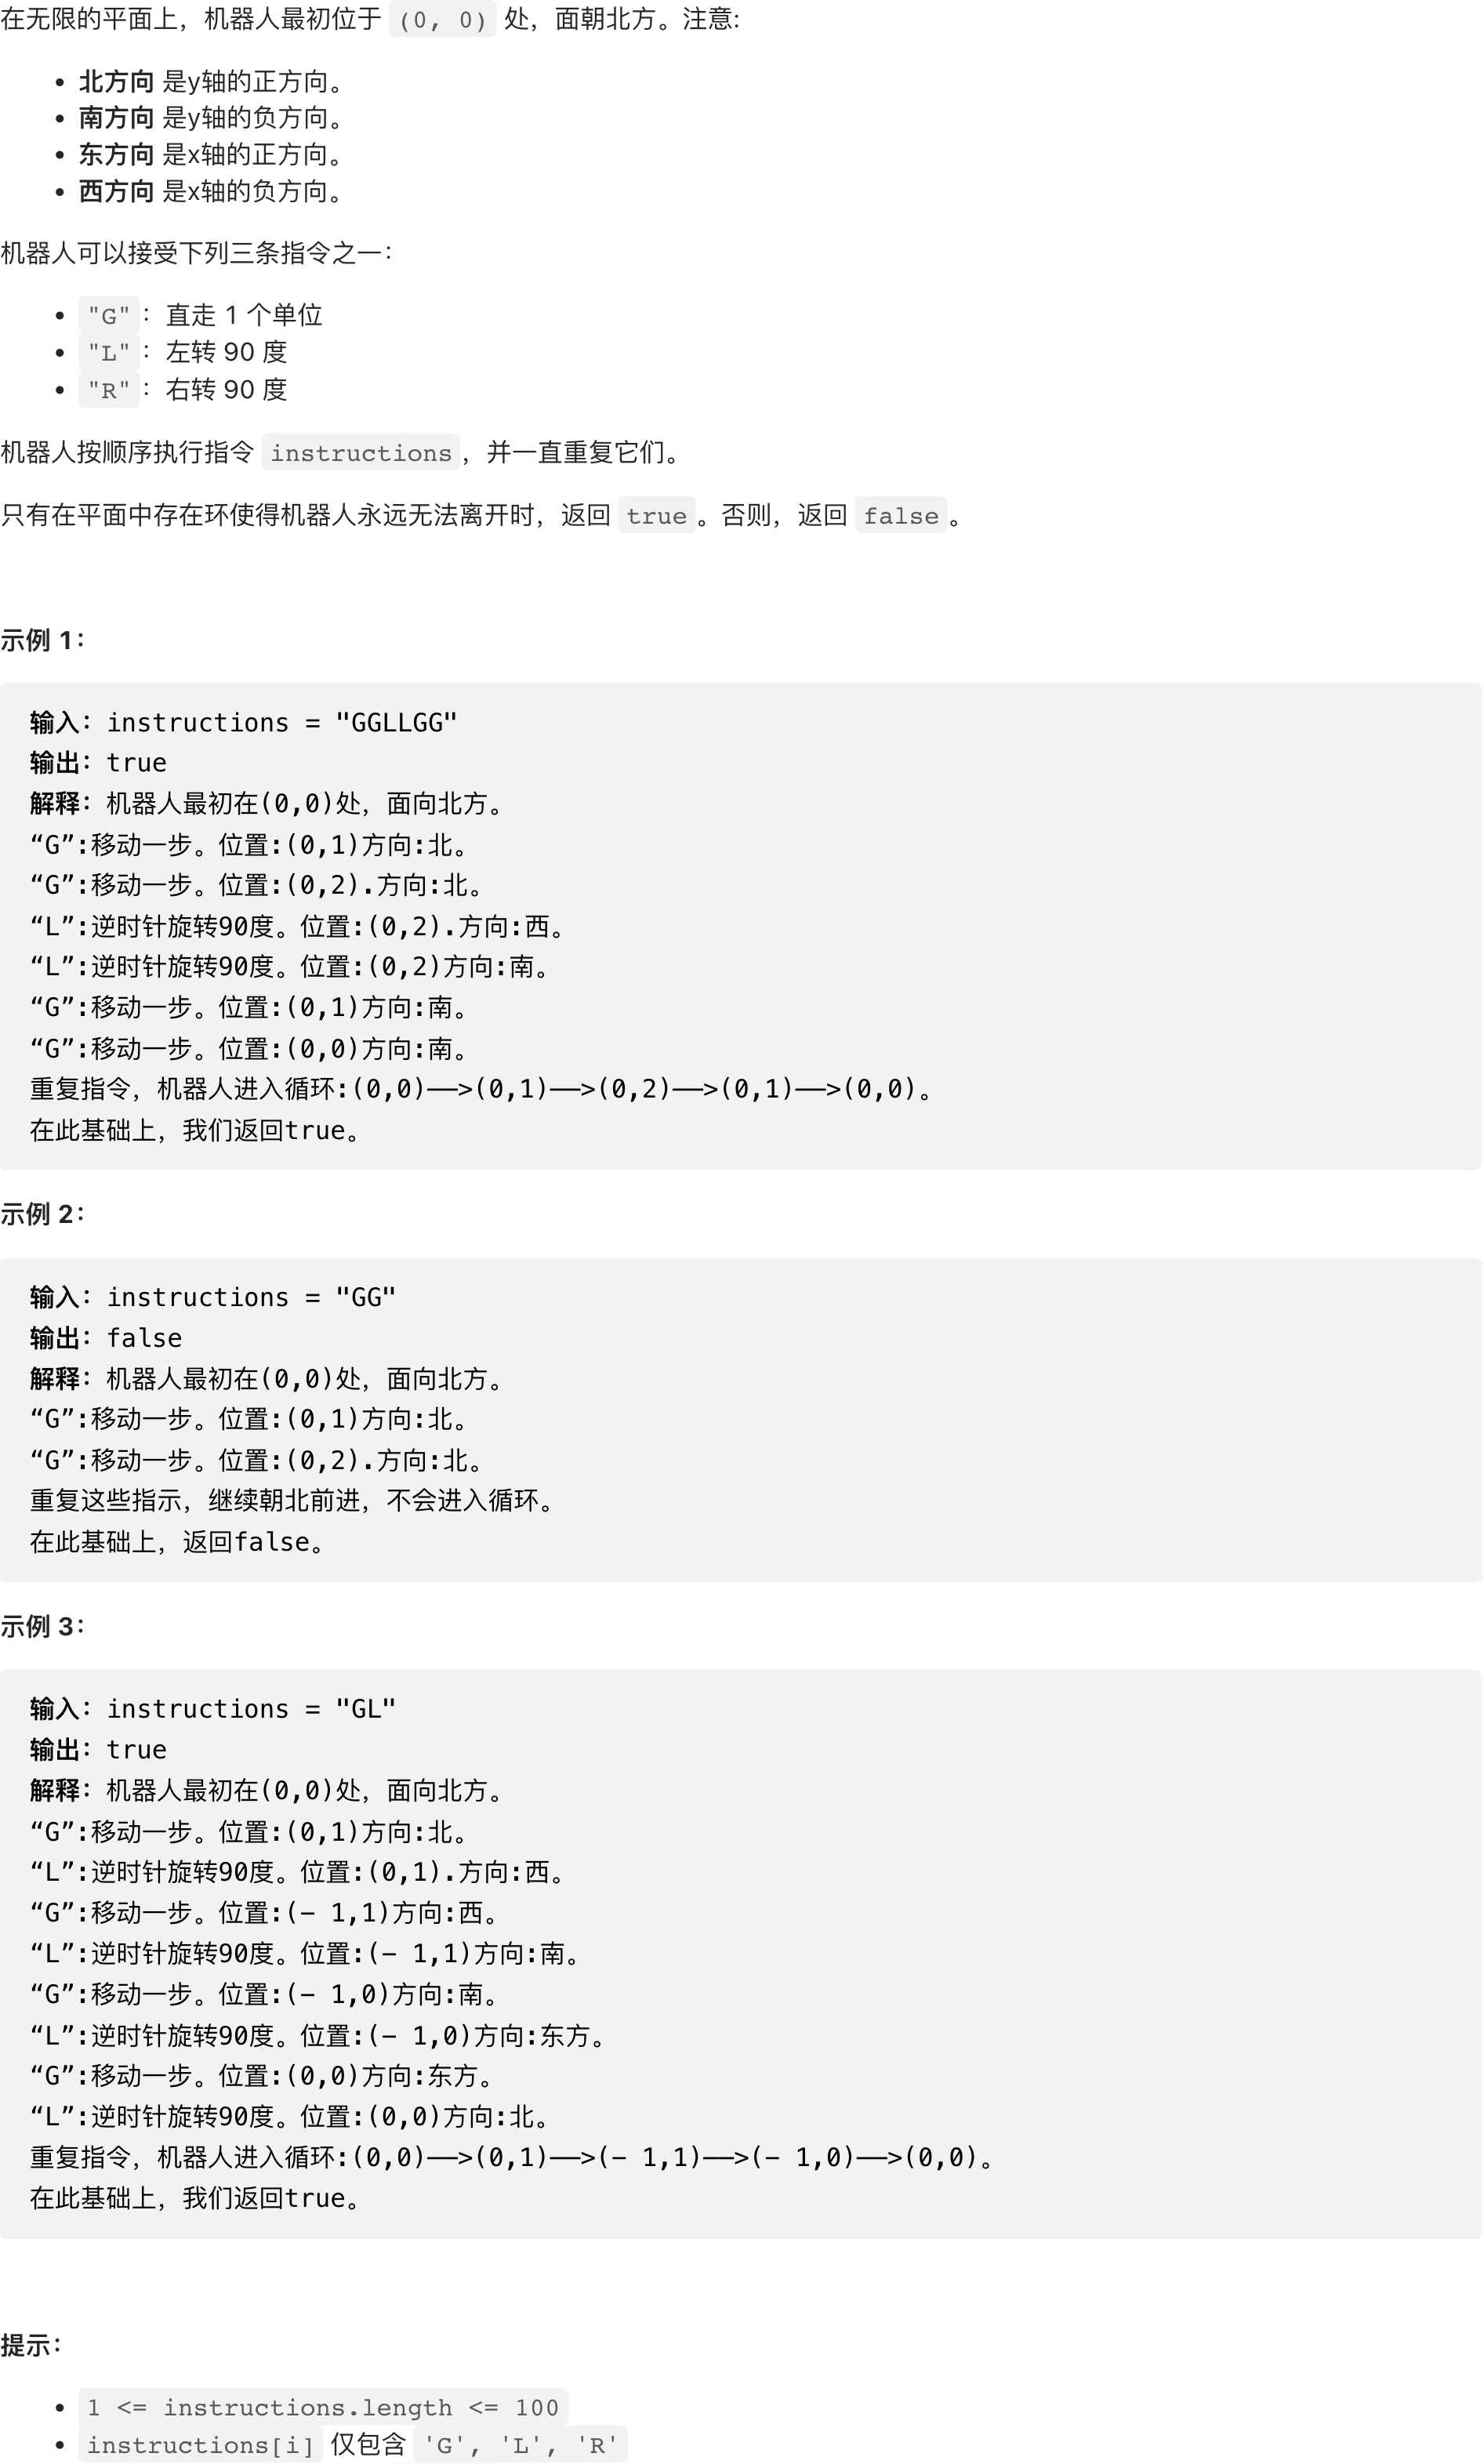 在无限的平面上，机器人最初位于 (0, 0) 处，面朝北方。注意:
• 北方向 是y轴的正方向。
• 南方向 是y轴的负方向。
• 东方向 是x轴的正方向。
• 西方向 是x轴的负方向。
机器人可以接受下列三条指令之一：
• "G"：直走 1 个单位
• "L"：左转 90 度
• "R"：右转 90 度
机器人按顺序执行指令 instructions，并一直重复它们。
只有在平面中存在环使得机器人永远无法离开时，返回 true。否则，返回 false。
示例 1：
输入：instructions = "GGLLGG"
输出：true
解释：机器人最初在(0,0)处，面向北方。
“G”:移动一步。位置:(0,1)方向:北。
“G”:移动一步。位置:(0,2).方向:北。
“L”:逆时针旋转90度。位置:(0,2).方向:西。
“L”:逆时针旋转90度。位置:(0,2)方向:南。
“G”:移动一步。位置:(0,1)方向:南。
“G”:移动一步。位置:(0,0)方向:南。
重复指令，机器人进入循环:(0,0)——>(0,1)——>(0,2)——>(0,1)——>(0,0)。
在此基础上，我们返回true。
示例 2：
输入：instructions = "GG"
输出：false
解释：机器人最初在(0,0)处，面向北方。
“G”:移动一步。位置:(0,1)方向:北。
“G”:移动一步。位置:(0,2).方向:北。
重复这些指示，继续朝北前进，不会进入循环。
在此基础上，返回false。
示例 3：
输入：instructions = "GL"
输出：true
解释：机器人最初在(0,0)处，面向北方。
“G”:移动一步。位置:(0,1)方向:北。
“L”:逆时针旋转90度。位置:(0,1).方向:西。
“G”:移动一步。位置:(- 1,1)方向:西。
“L”:逆时针旋转90度。位置:(- 1,1)方向:南。
“G”:移动一步。位置:(- 1,0)方向:南。
“L”:逆时针旋转90度。位置:(- 1,0)方向:东方。
“G”:移动一步。位置:(0,0)方向:东方。
“L”:逆时针旋转90度。位置:(0,0)方向:北。
重复指令，机器人进入循环:(0,0)——>(0,1)——>(- 1,1)——>(- 1,0)——>(0,0)。
在此基础上，我们返回true。
提示：
• 1 <= instructions.length <= 100
• instructions[i] 仅包含 'G', 'L', 'R'